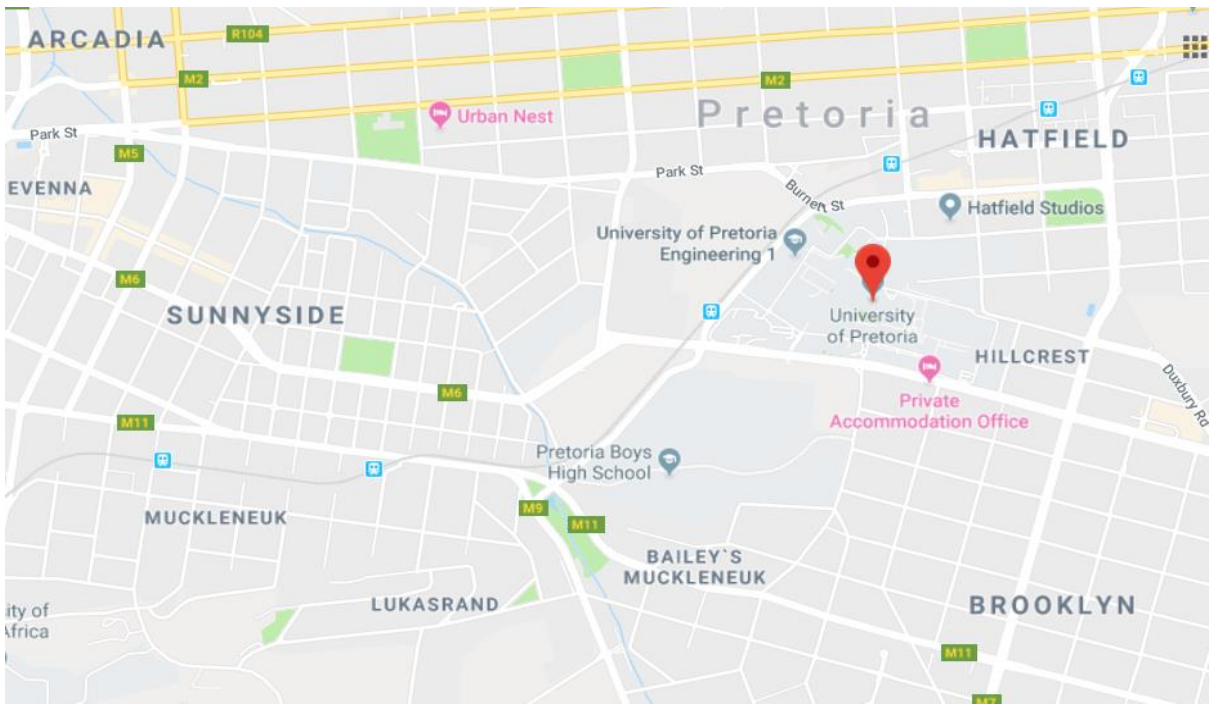 ARCADIA
R104
M2
M2
Urban Nest
Pretoria
Park St
M5
HATFIELD
Park St
EVENNA
Burnett St
Hatfield Studios
University of Pretoria
Engineering 1
M6
SUNNYSIDE
University
of Pretoria
HILLCREST
Duxbury Rd
M6
Private
Accommodation Office
M11
Pretoria Boys
High School
MUCKLENEUK
M9
M11
BAILEY`S
MUCKLENEUK
LUKASRAND
BROOKLYN
ity of
Africa
M11
M7